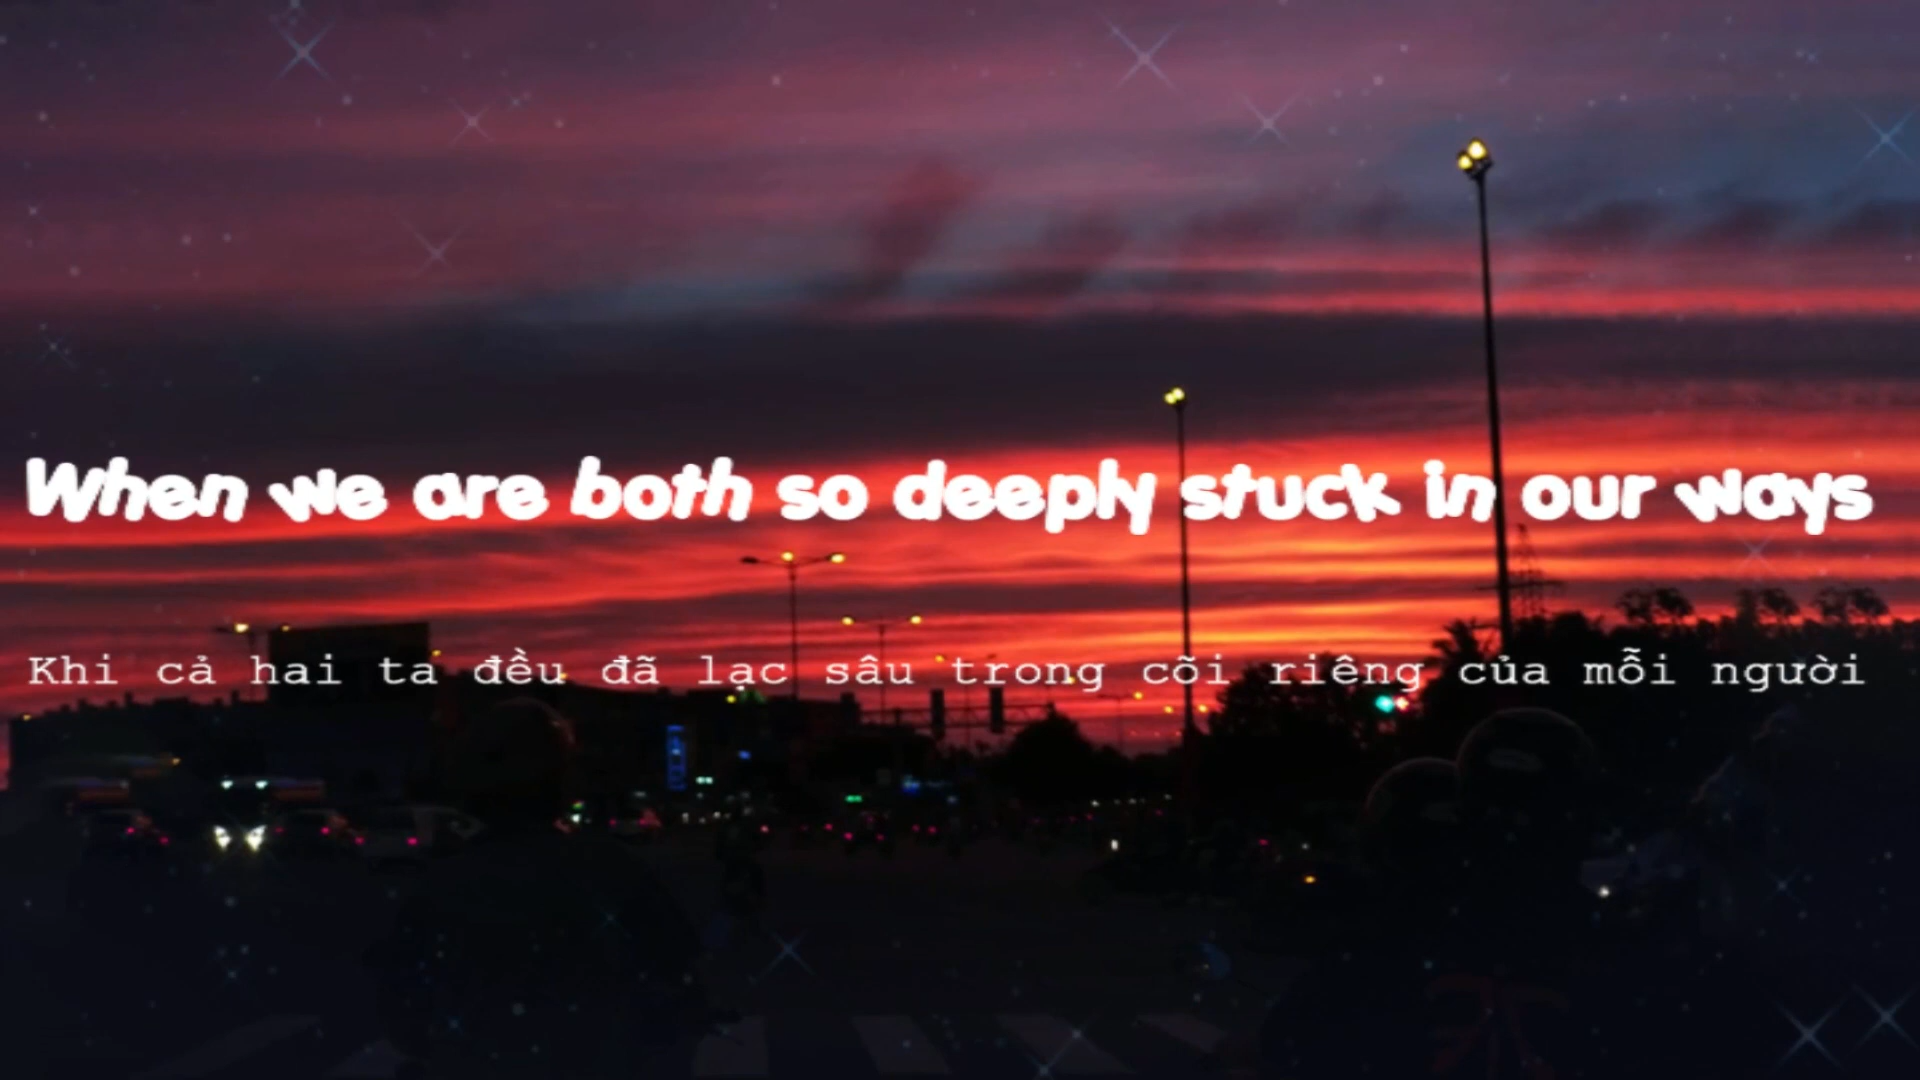 When we are both so deeply stuck in our ways
Khi cả hai ta đều đã lạc sâu trong cõi riêng của mỗi người